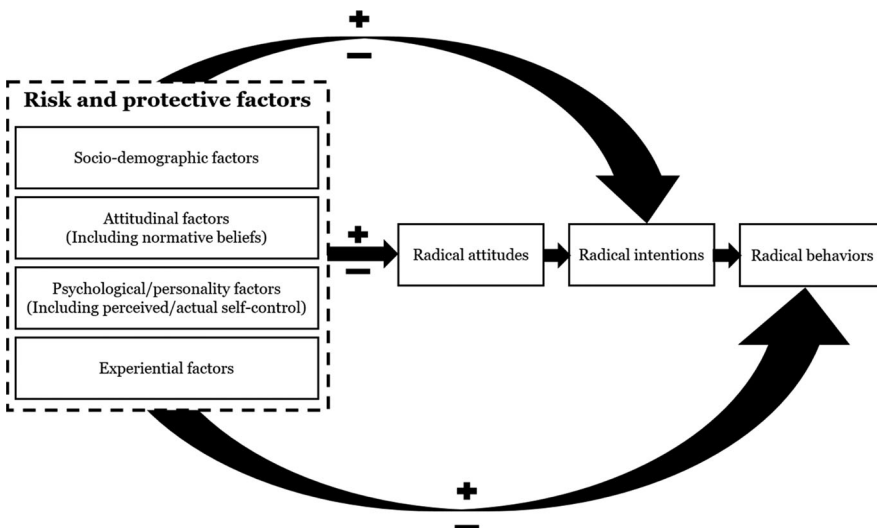 +
−
Risk and protective factors
Socio-demographic factors
Attitudinal factors
(Including normative beliefs)
Psychological/personality factors
(Including perceived/actual self-control)
Experiential factors
+
−
Radical attitudes
Radical intentions
Radical behaviors
+
−